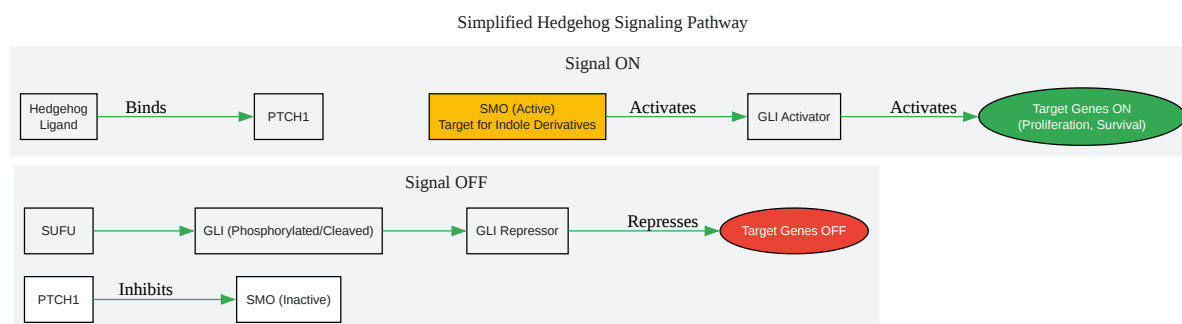 Simplified Hedgehog Signaling Pathway
Signal ON
Hedgehog
Ligand
Binds
PTCH1
SMO (Active)
Target for Indole Derivatives
Activates
GLI Activator
Activates
Target Genes ON
(Proliferation, Survival)
Signal OFF
SUFU
GLI (Phosphorylated/Cleaved)
GLI Repressor
Represses
Target Genes OFF
PTCH1
Inhibits
SMO (Inactive)